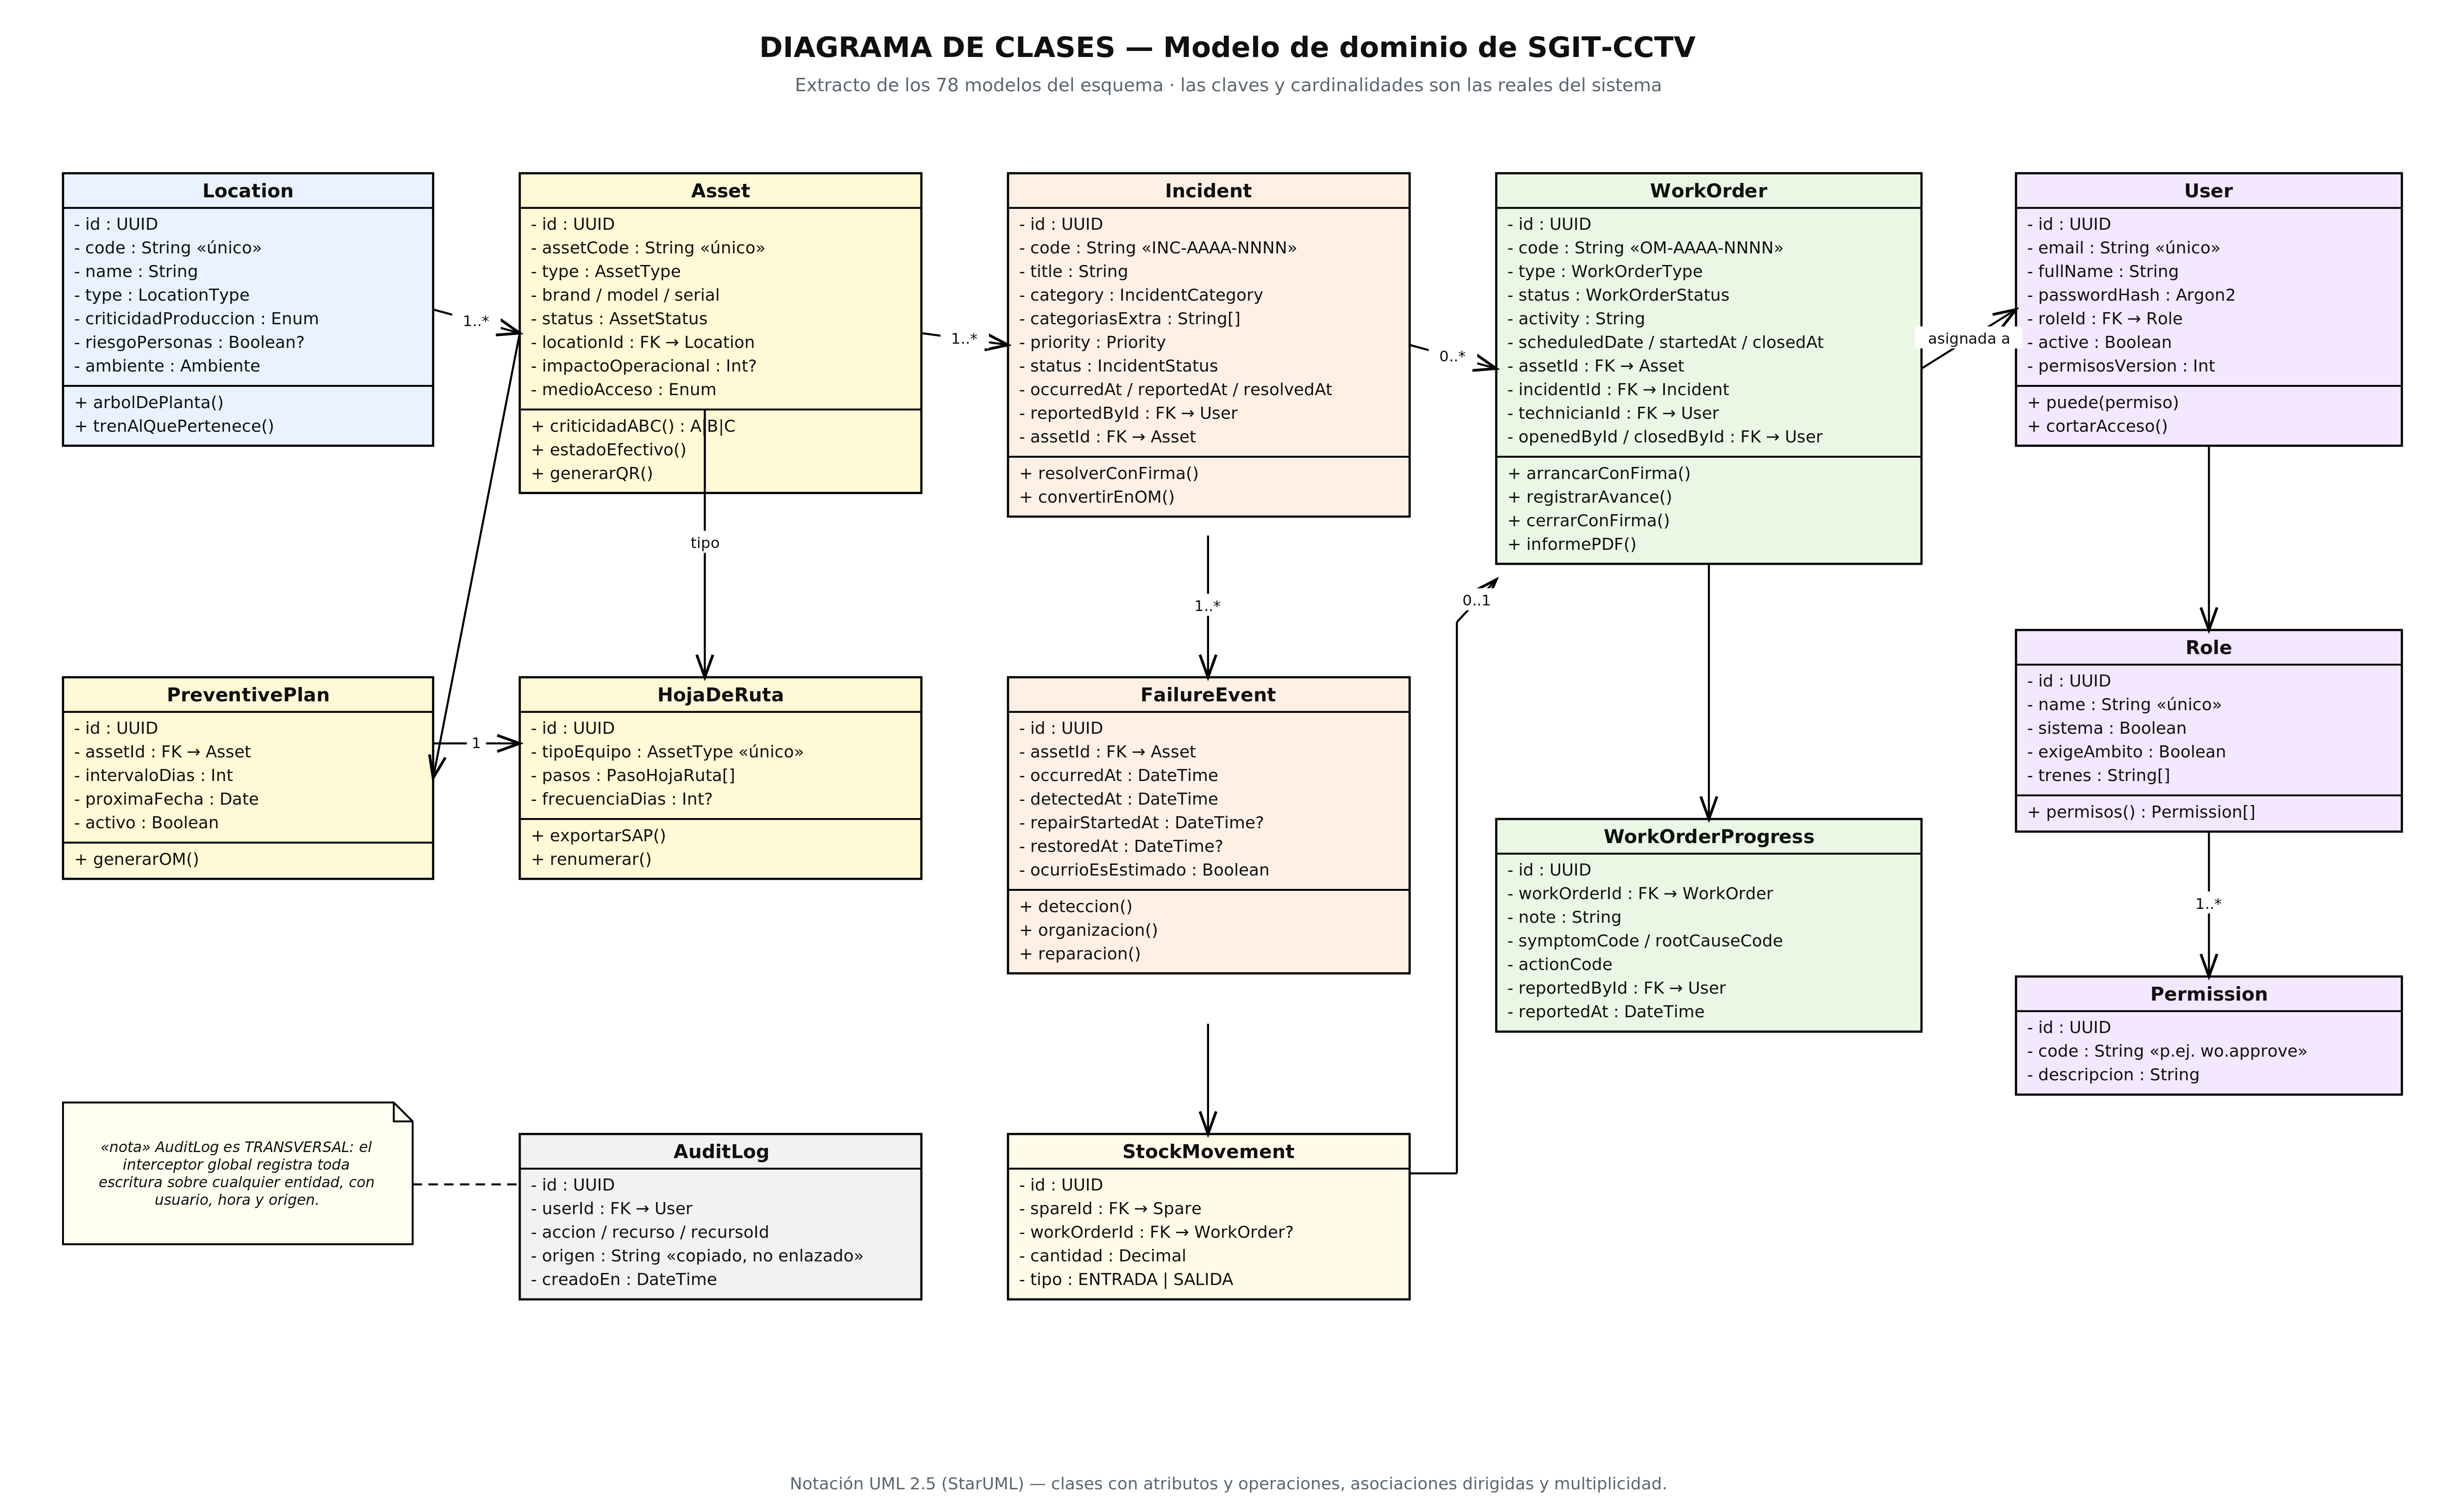 DIAGRAMA DE CLASES — Modelo de dominio de SGIT-CCTV
Extracto de los 78 modelos del esquema · las claves y cardinalidades son las reales del sistema
Location
- id : UUID
- code : String «único»
- name : String
- type : LocationType
- criticidadProduccion : Enum
- riesgoPersonas : Boolean?
- ambiente : Ambiente
+ arbolDePlanta()
+ trenAlQuePertenece()
1..*
Asset
- id : UUID
- assetCode : String «único»
- type : AssetType
- brand / model / serial
- status : AssetStatus
- locationId : FK → Location
- impactoOperacional : Int?
- medioAcceso : Enum
+ criticidadABC() : A|B|C
+ estadoEfectivo()
+ generarQR()
1..*
Incident
- id : UUID
- code : String «INC-AAAA-NNNN»
- title : String
- category : IncidentCategory
- categoriasExtra : String[]
- priority : Priority
- status : IncidentStatus
- occurredAt / reportedAt / resolvedAt
- reportedById : FK → User
- assetId : FK → Asset
+ resolverConFirma()
+ convertirEnOM()
0..*
WorkOrder
- id : UUID
- code : String «OM-AAAA-NNNN»
- type : WorkOrderType
- status : WorkOrderStatus
- activity : String
- scheduledDate / startedAt / closedAt
- assetId : FK → Asset
- incidentId : FK → Incident
- technicianId : FK → User
- openedById / closedById : FK → User
+ arrancarConFirma()
+ registrarAvance()
+ cerrarConFirma()
+ informePDF()
asignada a
User
- id : UUID
- email : String «único»
- fullName : String
- passwordHash : Argon2
- roleId : FK → Role
- active : Boolean
- permisosVersion : Int
+ puede(permiso)
+ cortarAcceso()
tipo
1..*
0..1
PreventivePlan
- id : UUID
- assetId : FK → Asset
- intervaloDias : Int
- proximaFecha : Date
- activo : Boolean
+ generarOM()
1
HojaDeRuta
- id : UUID
- tipoEquipo : AssetType «único»
- pasos : PasoHojaRuta[]
- frecuenciaDias : Int?
+ exportarSAP()
+ renumerar()
FailureEvent
- id : UUID
- assetId : FK → Asset
- occurredAt : DateTime
- detectedAt : DateTime
- repairStartedAt : DateTime?
- restoredAt : DateTime?
- ocurrioEsEstimado : Boolean
+ deteccion()
+ organizacion()
+ reparacion()
WorkOrderProgress
- id : UUID
- workOrderId : FK → WorkOrder
- note : String
- symptomCode / rootCauseCode
- actionCode
- reportedById : FK → User
- reportedAt : DateTime
Role
- id : UUID
- name : String «único»
- sistema : Boolean
- exigeAmbito : Boolean
- trenes : String[]
+ permisos() : Permission[]
1..*
Permission
- id : UUID
- code : String «p.ej. wo.approve»
- descripcion : String
«nota» AuditLog es TRANSVERSAL: el
interceptor global registra toda
escritura sobre cualquier entidad, con
usuario, hora y origen.
AuditLog
- id : UUID
- userId : FK → User
- accion / recurso / recursoId
- origen : String «copiado, no enlazado»
- creadoEn : DateTime
StockMovement
- id : UUID
- spareId : FK → Spare
- workOrderId : FK → WorkOrder?
- cantidad : Decimal
- tipo : ENTRADA | SALIDA
Notación UML 2.5 (StarUML) — clases con atributos y operaciones, asociaciones dirigidas y multiplicidad.